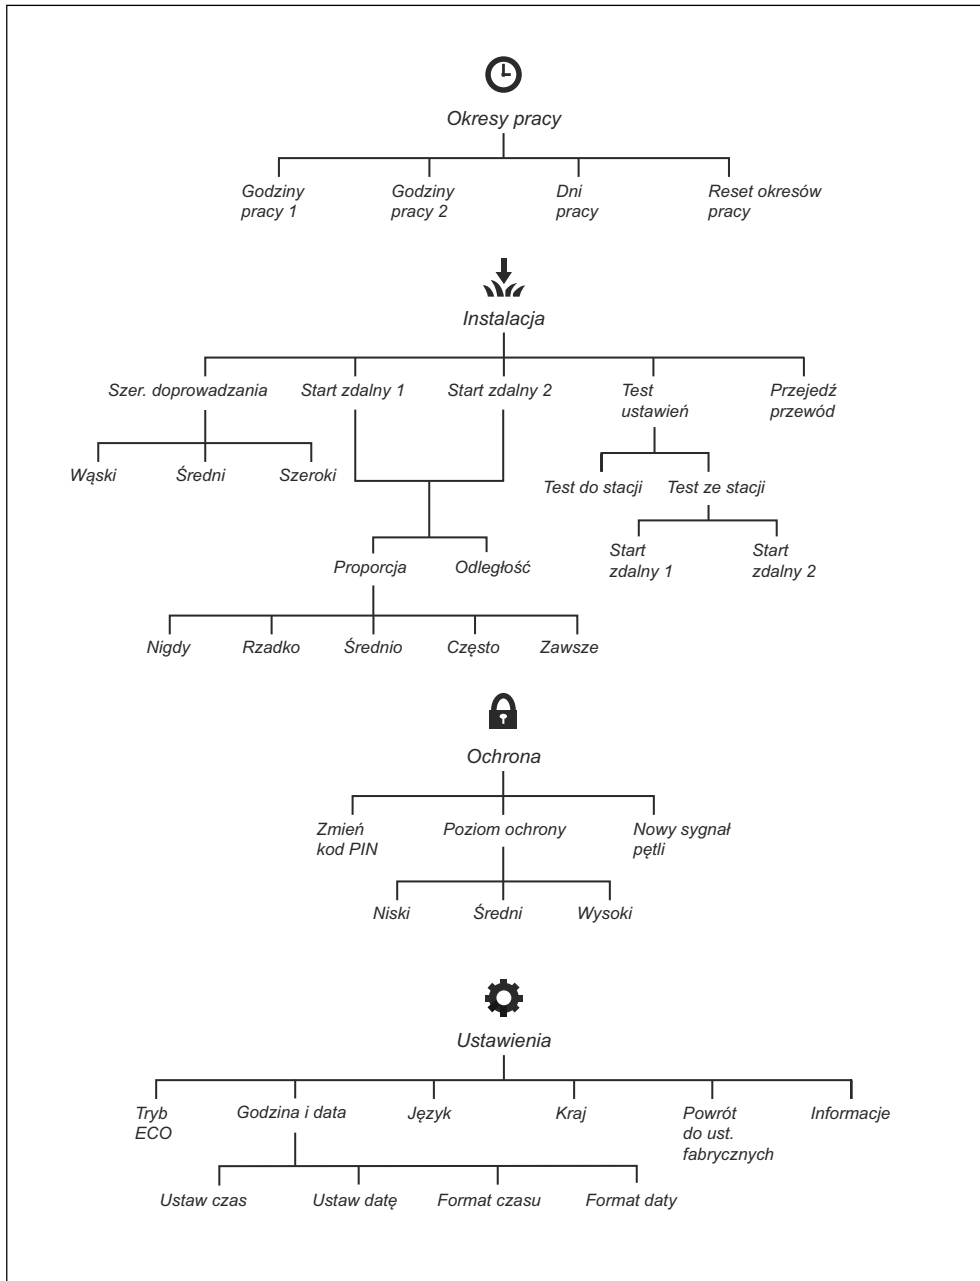 Okresy pracy
Godziny
pracy 1
Godziny
pracy 2
Dni
pracy
Reset okresów
pracy
Instalacja
Szer. doprowadzania
Start zdalny 1
Start zdalny 2
Test
ustawień
Przejedź
przewód
Wąski
Średni
Szeroki
Test do stacji
Test ze stacji
Start
zdalny 1
Start
zdalny 2
Proporcja
Odległość
Nigdy
Rzadko
Średnio
Często
Zawsze
Ochrona
Zmień
kod PIN
Poziom ochrony
Nowy sygnał
pętli
Niski
Średni
Wysoki
Ustawienia
Tryb
ECO
Godzina i data
Język
Kraj
Powrót
do ust.
fabrycznych
Informacje
Ustaw czas
Ustaw datę
Format czasu
Format daty